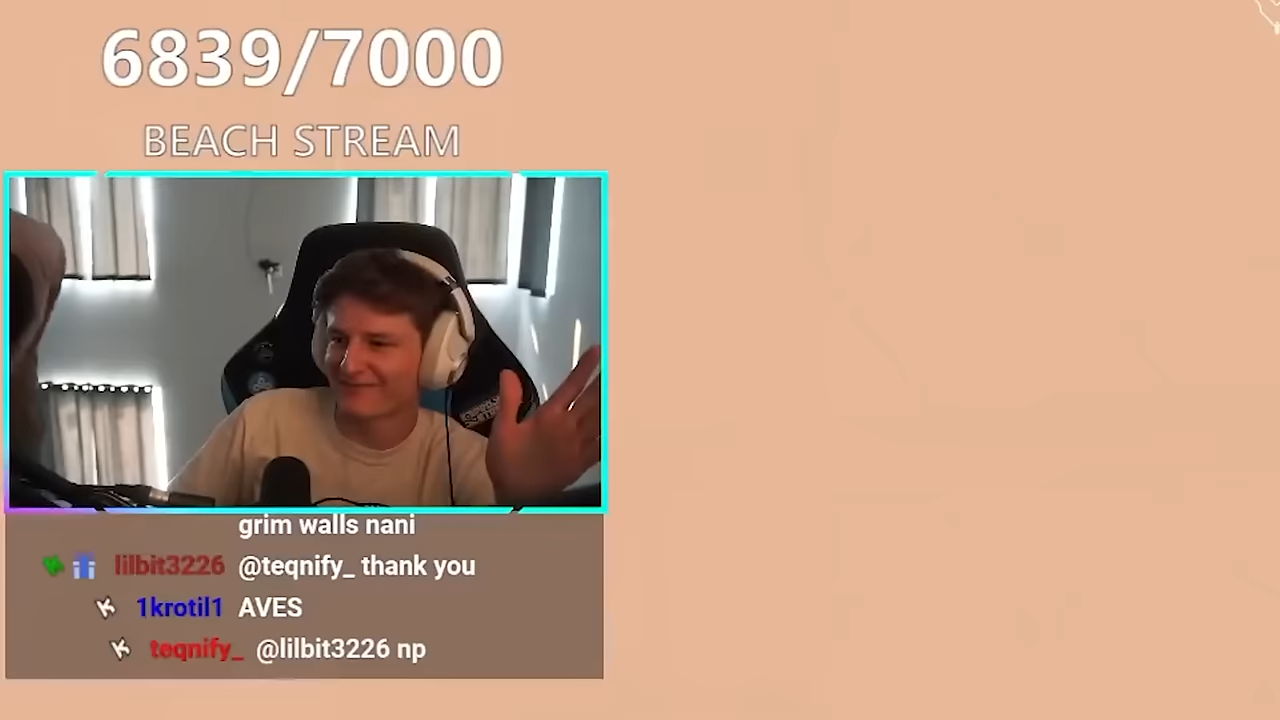 6839/7000
BEACH STREAM
grim walls nani
lilbit3226 @teqnify_ thank you
1krotil1 AVES
teqnify_ @lilbit3226 np